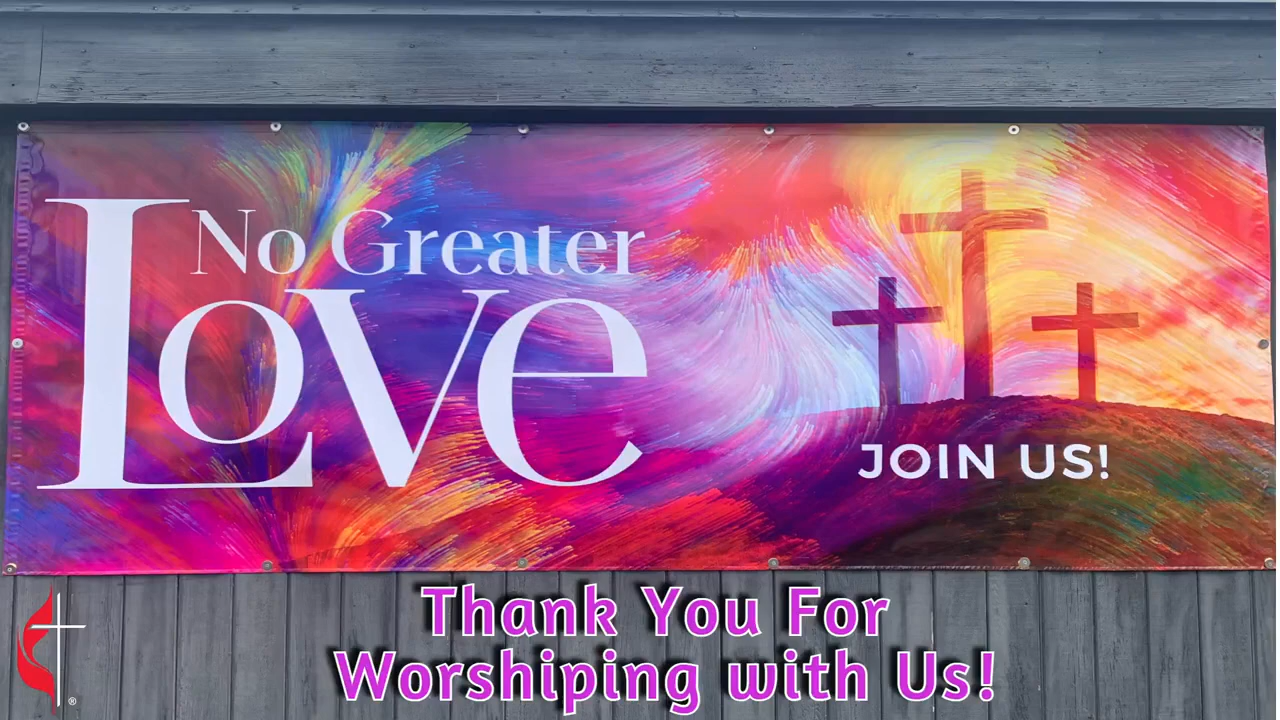 No Greater
Love
JOIN US!
Thank You For
Worshiping with Us!
®